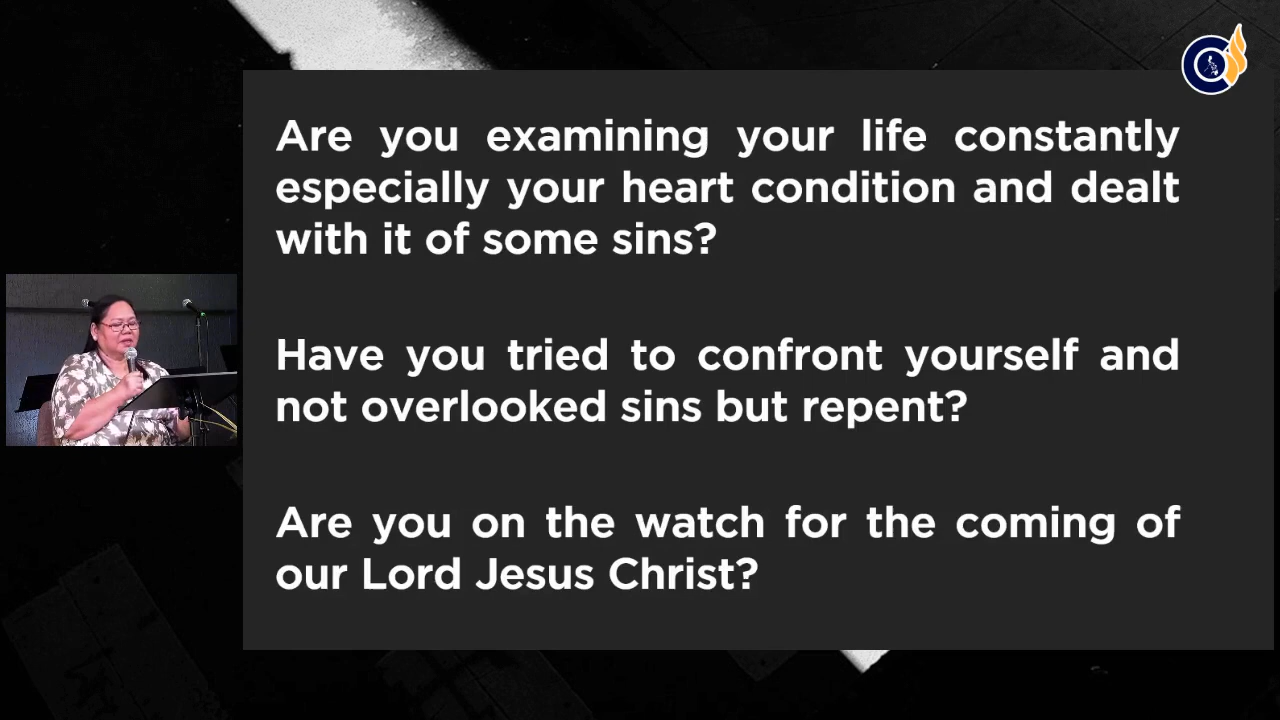 Are you examining your life constantly
especially your heart condition and dealt
with it of some sins?
Have you tried to confront yourself and
not overlooked sins but repent?
Are you on the watch for the coming of
our Lord Jesus Christ?